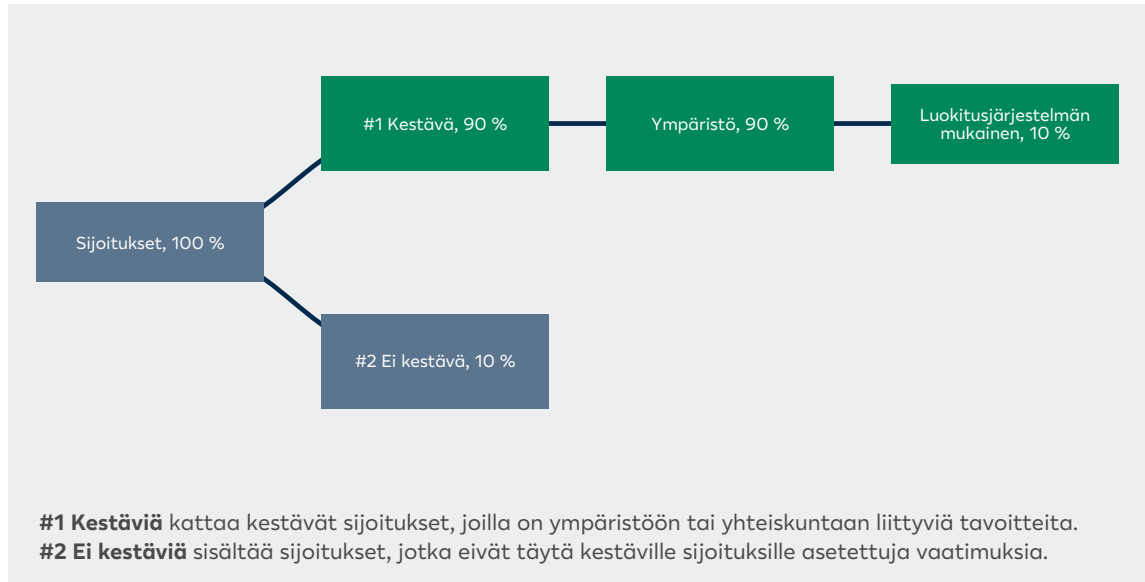 #1 Kestävä, 90 %
Ympäristö, 90 %
Luokitusjärjestelmän
mukainen, 10 %
Sijoitukset, 100 %
#2 Ei kestävä, 10 %
#1 Kestäviä kattaa kestävät sijoitukset, joilla on ympäristöön tai yhteiskuntaan liittyviä tavoitteita.
#2 Ei kestäviä sisältää sijoitukset, jotka eivät täytä kestäville sijoituksille asetettuja vaatimuksia.